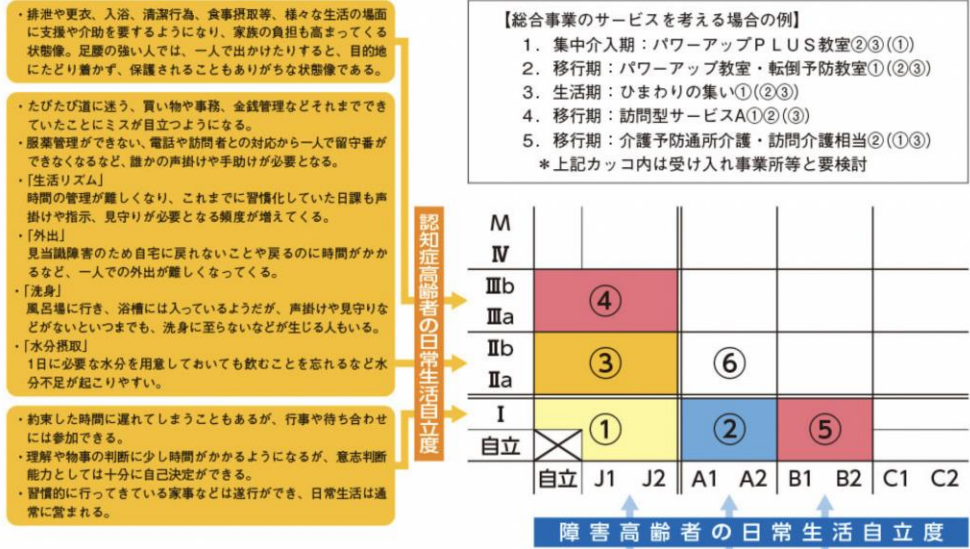 ・排泄や更衣、入浴、清潔行為、食事摂取等、様々な生活の場面
に支援や介助を要するようになり、家族の負担も高まってくる
状態像。足腰の強い人では、一人で出かけたりすると、目的地
にたどり着かず、保護されることもありがちな状態像である。
・たびたび道に迷う、買い物や事務、金銭管理などそれまででき
ていたことにミスが目立つようになる。
・服薬管理ができない、電話や訪問者との対応から一人で留守番が
できなくなるなど、誰かの声掛けや手助けが必要となる。
・「生活リズム」
時間の管理が難しくなり、これまでに習慣化していた日課も声
掛けや指示、見守りが必要となる頻度が増えてくる。
・「外出」
見当識障害のため自宅に戻れないことや戻るのに時間がかか
るなど、一人での外出が難しくなってくる。
・「洗身」
風呂場に行き、浴槽には入っているようだが、声掛けや見守りな
どがないといつまでも、洗身に至らないなどが生じる人もいる。
・「水分摂取」
1日に必要な水分を用意しておいても飲むことを忘れるなど水
分不足が起こりやすい。
・約束した時間に遅れてしまうこともあるが、行事や待ち合わせ
には参加できる。
・理解や物事の判断に少し時間がかかるようになるが、意志判断
能力としては十分に自己決定ができる。
・習慣的に行ってきている家事などは遂行ができ、日常生活は通
常に営まれる。
【総合事業のサービスを考える場合の例】
1．集中介入期：パワーアップＰＬＵＳ教室②③(①)
2．移行期：パワーアップ教室・転倒予防教室①(②③)
3．生活期：ひまわりの集い①(②③)
4．移行期：訪問型サービスA①②(③)
5．移行期：介護予防通所介護・訪問介護相当②(①③)
＊上記カッコ内は受け入れ事業所等と要検討
認知症高齢者の日常生活自立度
M
Ⅳ
Ⅲb
Ⅲa
④
Ⅱb
Ⅱa
③
⑥
Ⅰ
自立
①
②
⑤
自立 J1 J2 A1 A2 B1 B2 C1 C2
障害高齢者の日常生活自立度